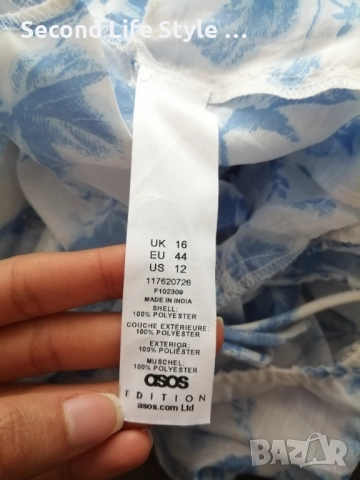 Second Life Style ...
UK 16
EU 44
US 12
117620726
F102309
MADE IN INDIA
SHELL:
100% POLYESTER
COUCHE EXTÉRIEURE:
100% POLYESTER
EXTERIOR:
100% POLIÉSTER
MUSCHEL:
100% POLYESTER
asos
EDITION
asos.com Ltd
BAZAR
bg